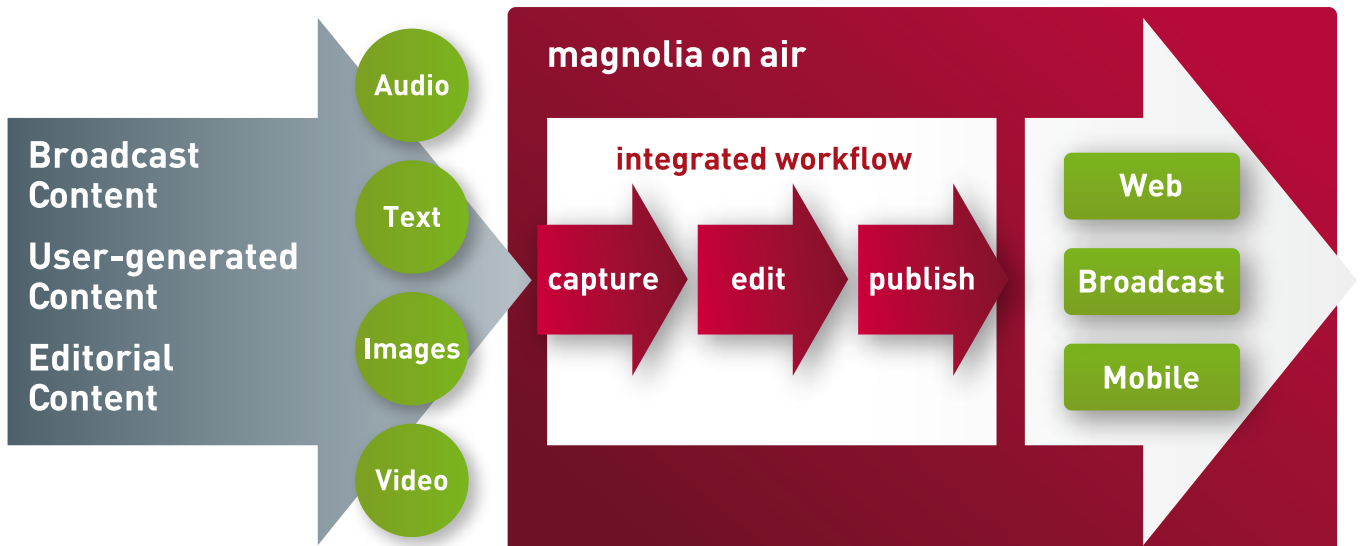 Broadcast
Content
User-generated
Content
Editorial
Content
Audio
Text
Images
Video
magnolia on air
integrated workflow
capture
edit
publish
Web
Broadcast
Mobile